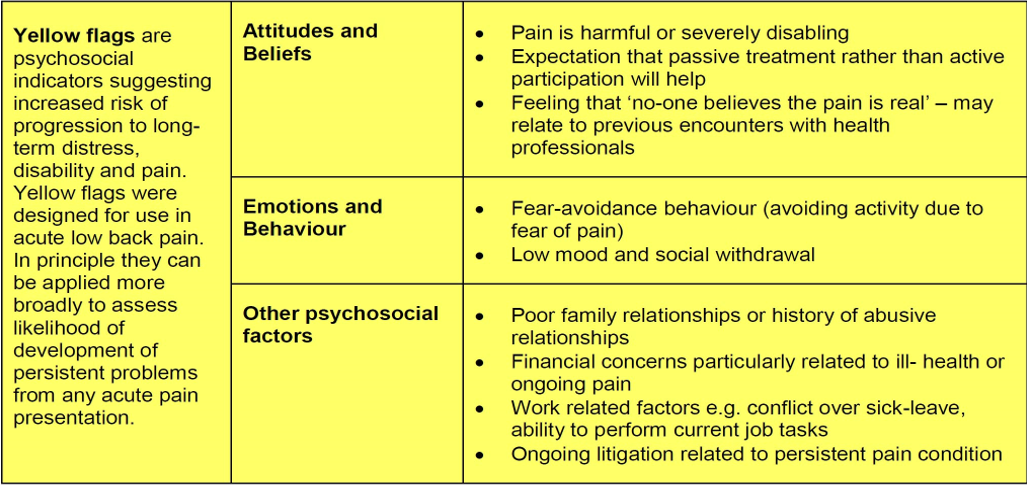 Yellow flags are
psychosocial
indicators suggesting
increased risk of
progression to long-
term distress,
disability and pain.
Yellow flags were
designed for use in
acute low back pain.
In principle they can
be applied more
broadly to assess
likelihood of
development of
persistent problems
from any acute pain
presentation.
Attitudes and
Beliefs
• Pain is harmful or severely disabling
• Expectation that passive treatment rather than active
participation will help
• Feeling that ‘no-one believes the pain is real’ – may
relate to previous encounters with health
professionals
Emotions and
Behaviour
• Fear-avoidance behaviour (avoiding activity due to
fear of pain)
• Low mood and social withdrawal
Other psychosocial
factors
• Poor family relationships or history of abusive
relationships
• Financial concerns particularly related to ill- health or
ongoing pain
• Work related factors e.g. conflict over sick-leave,
ability to perform current job tasks
• Ongoing litigation related to persistent pain condition